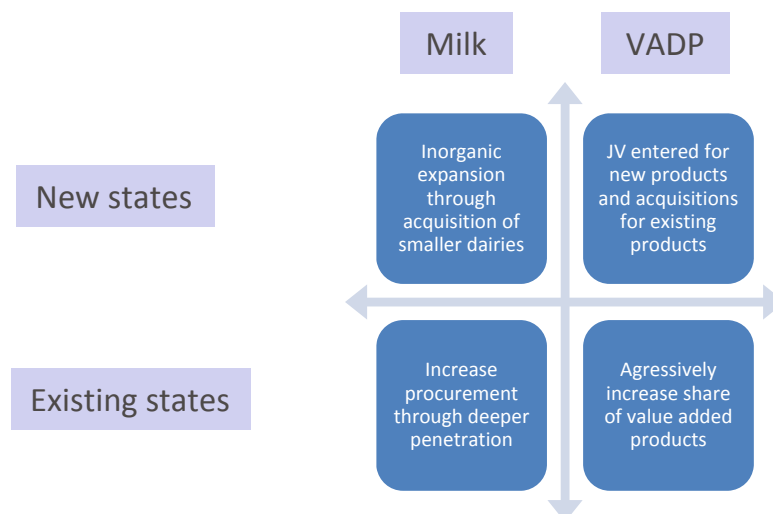 Milk
VADP
New states
Inorganic
expansion
through
acquisition of
smaller dairies
JV entered for
new products
and acquisitions
for existing
products
Existing states
Increase
procurement
through deeper
penetration
Agressively
increase share
of value added
products